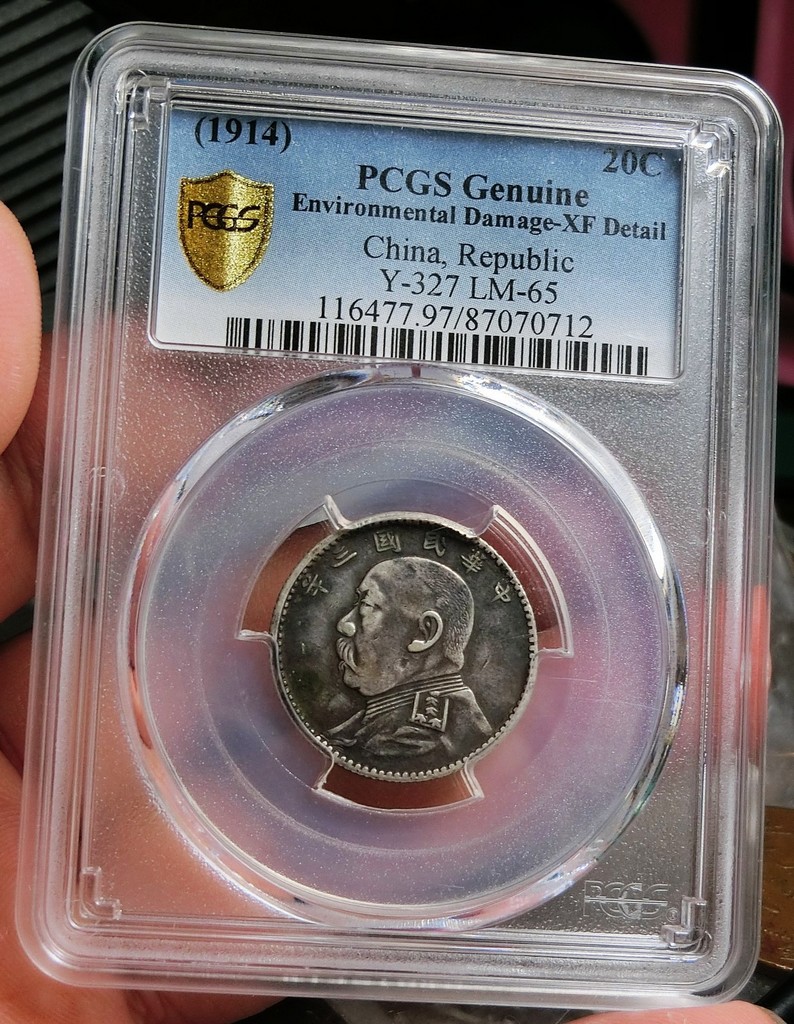 (1914)
20C
PCGS
PCGS Genuine
Environmental Damage-XF Detail
China, Republic
Y-327 LM-65
116477.97/87070712
年三國民華中
PCGS®